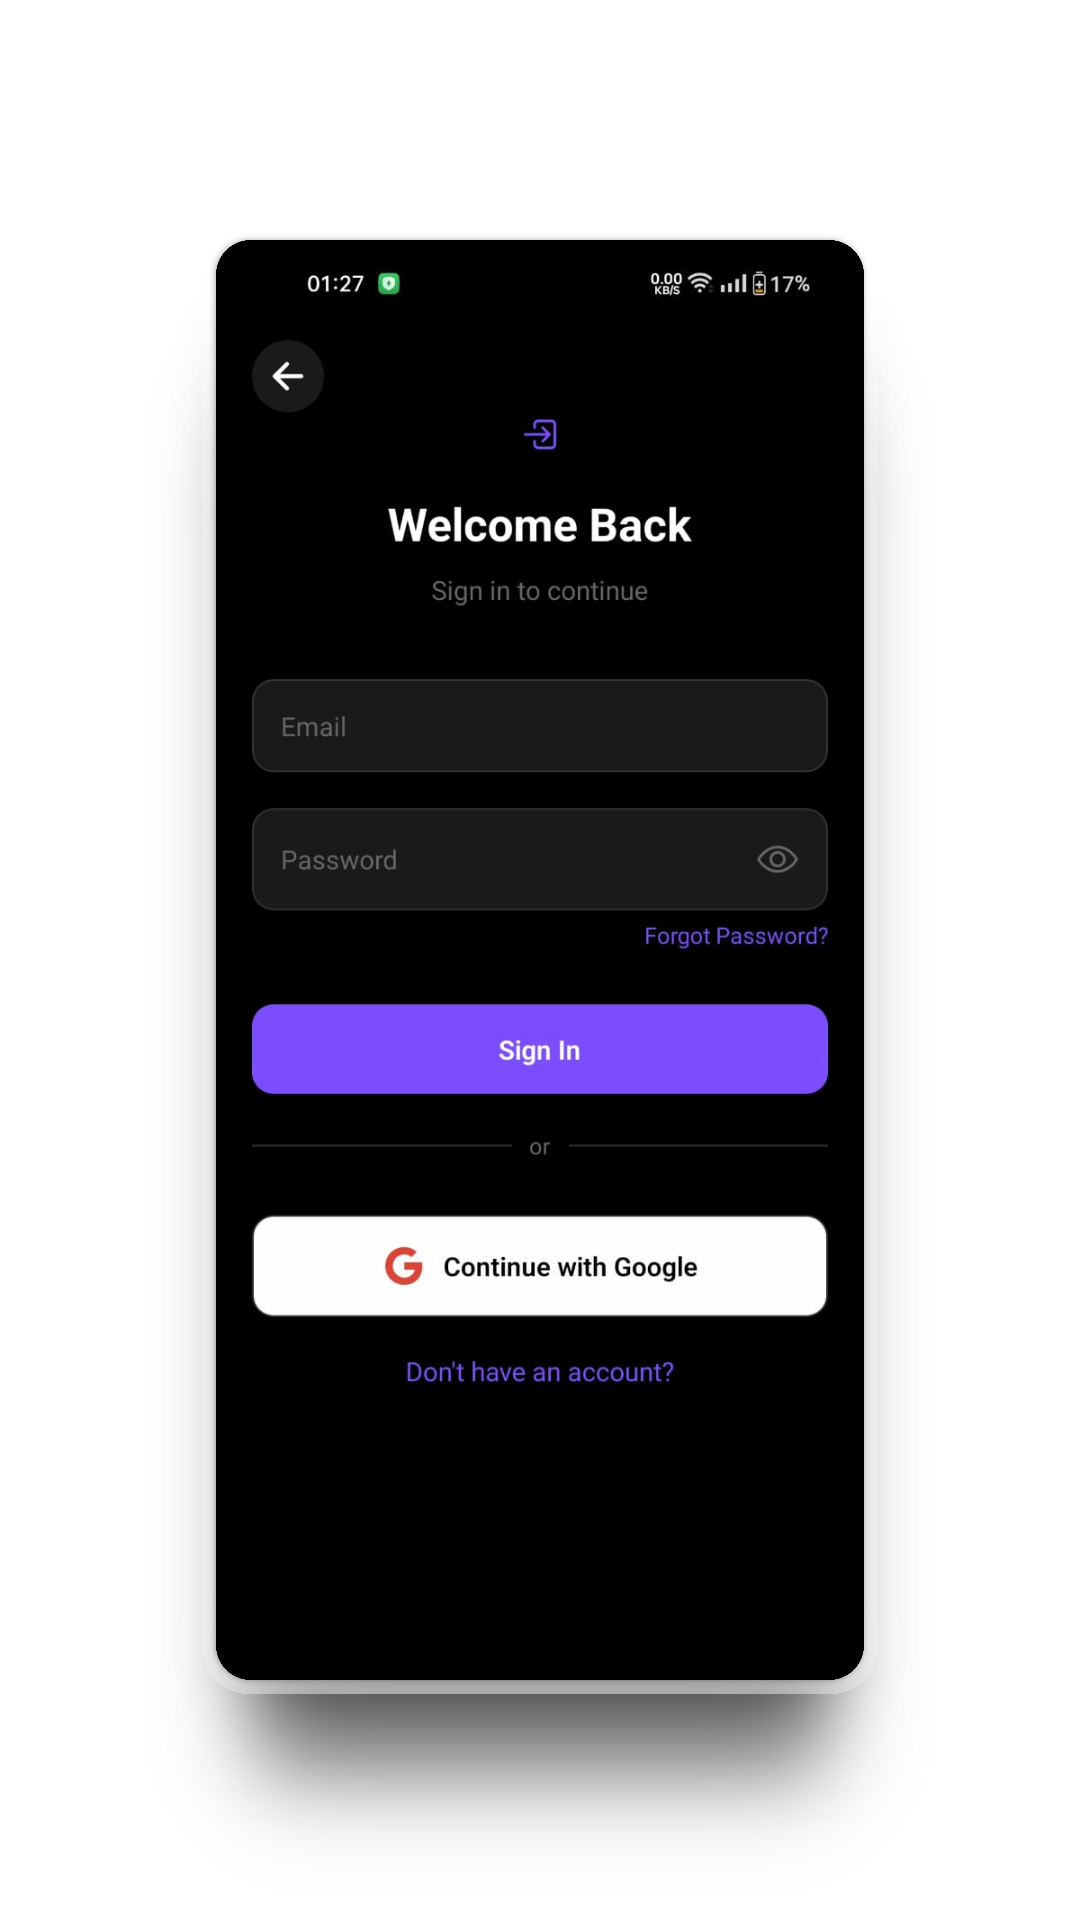 01:27
0.00
KB/S
17%
Welcome Back
Sign in to continue
Email
Password
Forgot Password?
Sign In
or
Continue with Google
Don't have an account?